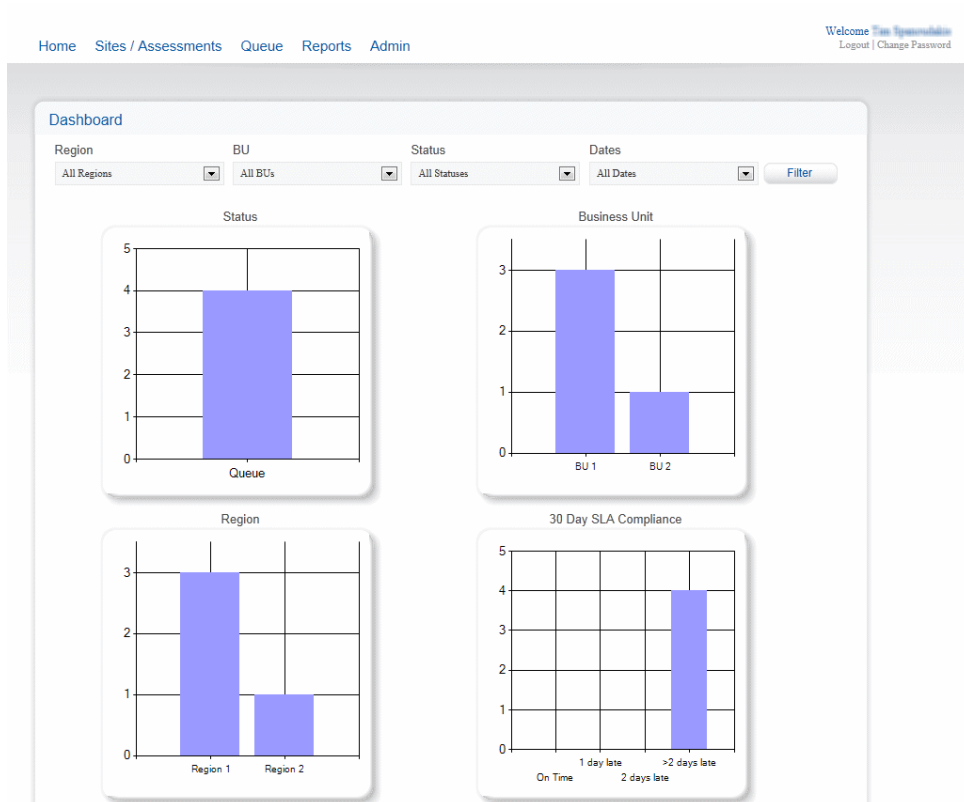 Welcome
Home Sites / Assessments Queue Reports Admin
Logout | Change Password
Dashboard
Region BU Status Dates
All Regions All BUs All Statuses All Dates Filter
Status
5
4
3
2
1
0
Queue
Business Unit
3
2
1
0
BU 1 BU 2
Region
3
2
1
0
Region 1 Region 2
30 Day SLA Compliance
5
4
3
2
1
0
1 day late >2 days late
On Time 2 days late